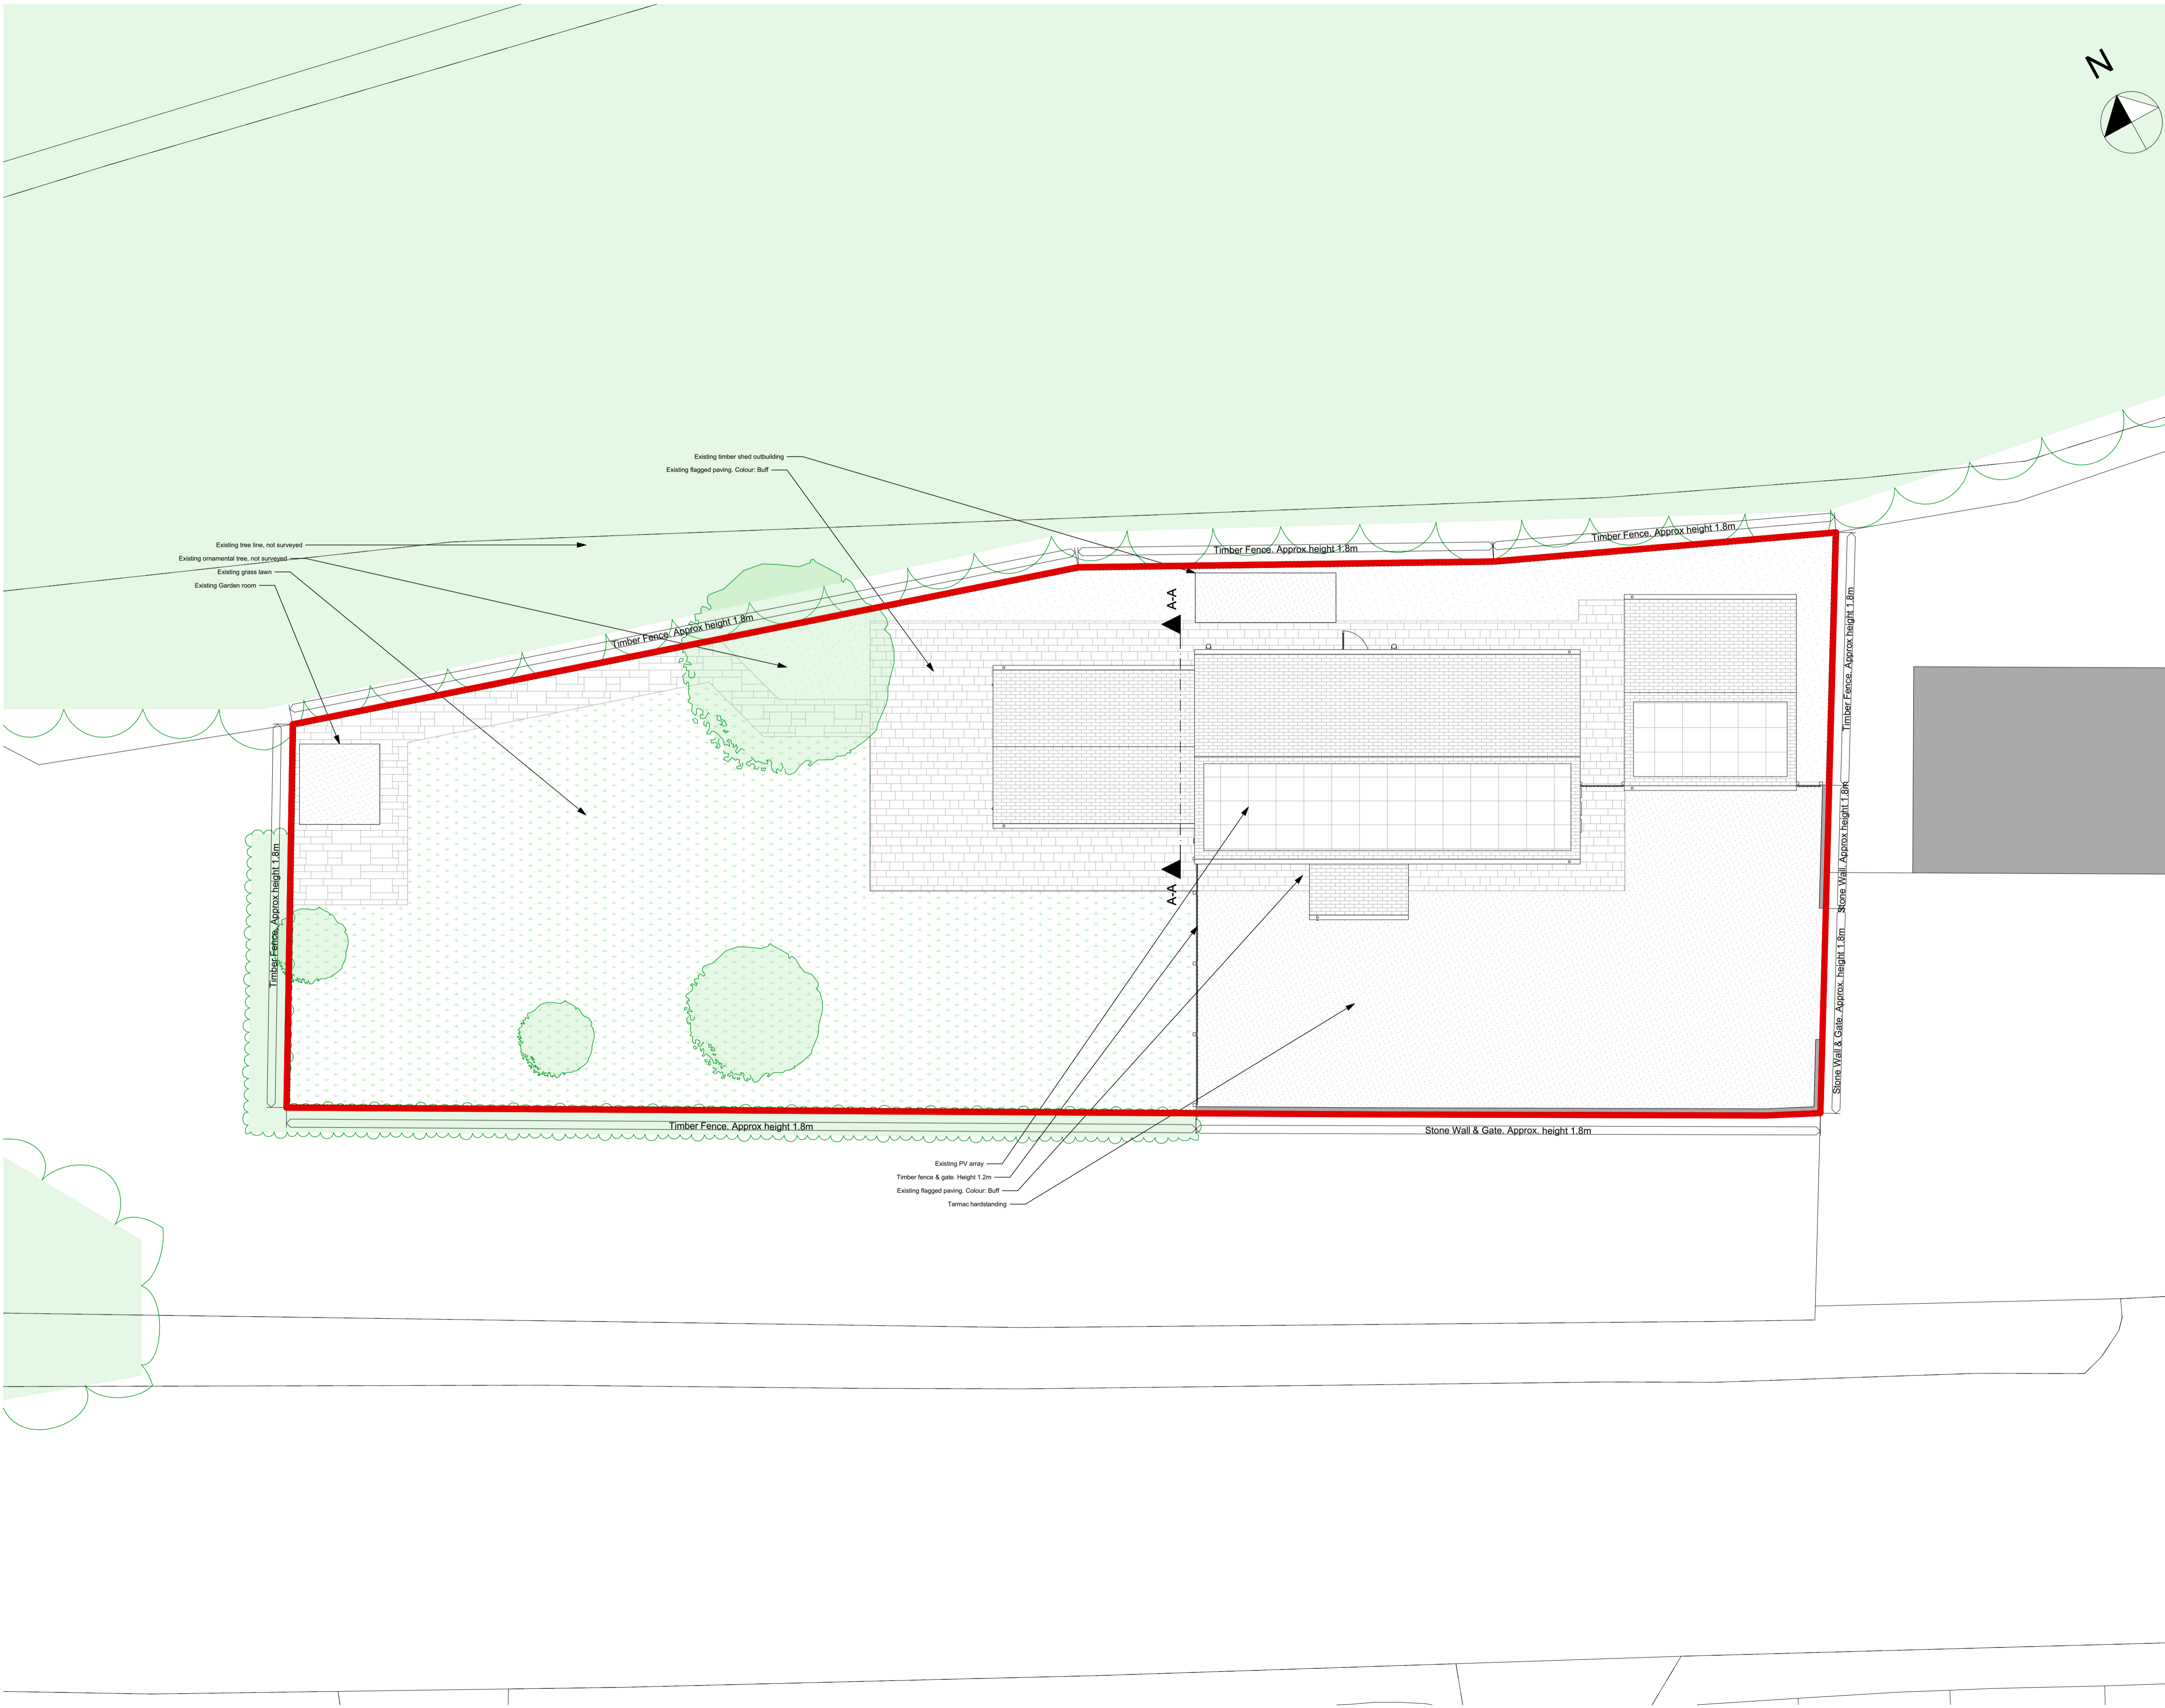 N
Existing timber shed outbuilding
Existing flagged paving. Colour: Buff
Timber Fence. Approx height 1.8m
Timber Fence. Approx height 1.8m
Existing tree line, not surveyed
Existing ornamental tree, not surveyed
Existing grass lawn
Existing Garden room
Timber Fence. Approx height 1.8m
A-A
Timber Fence. Approx height 1.8m
Stone Wall. Approx height 1.8m
A-A
Timber Fence. Approx height 1.8m
Stone Wall & Gate. Approx. height 1.8m
Timber Fence. Approx height 1.8m
Stone Wall & Gate. Approx. height 1.8m
Existing PV array
Timber fence & gate. Height 1.2m
Existing flagged paving. Colour: Buff
Tarmac hardstanding